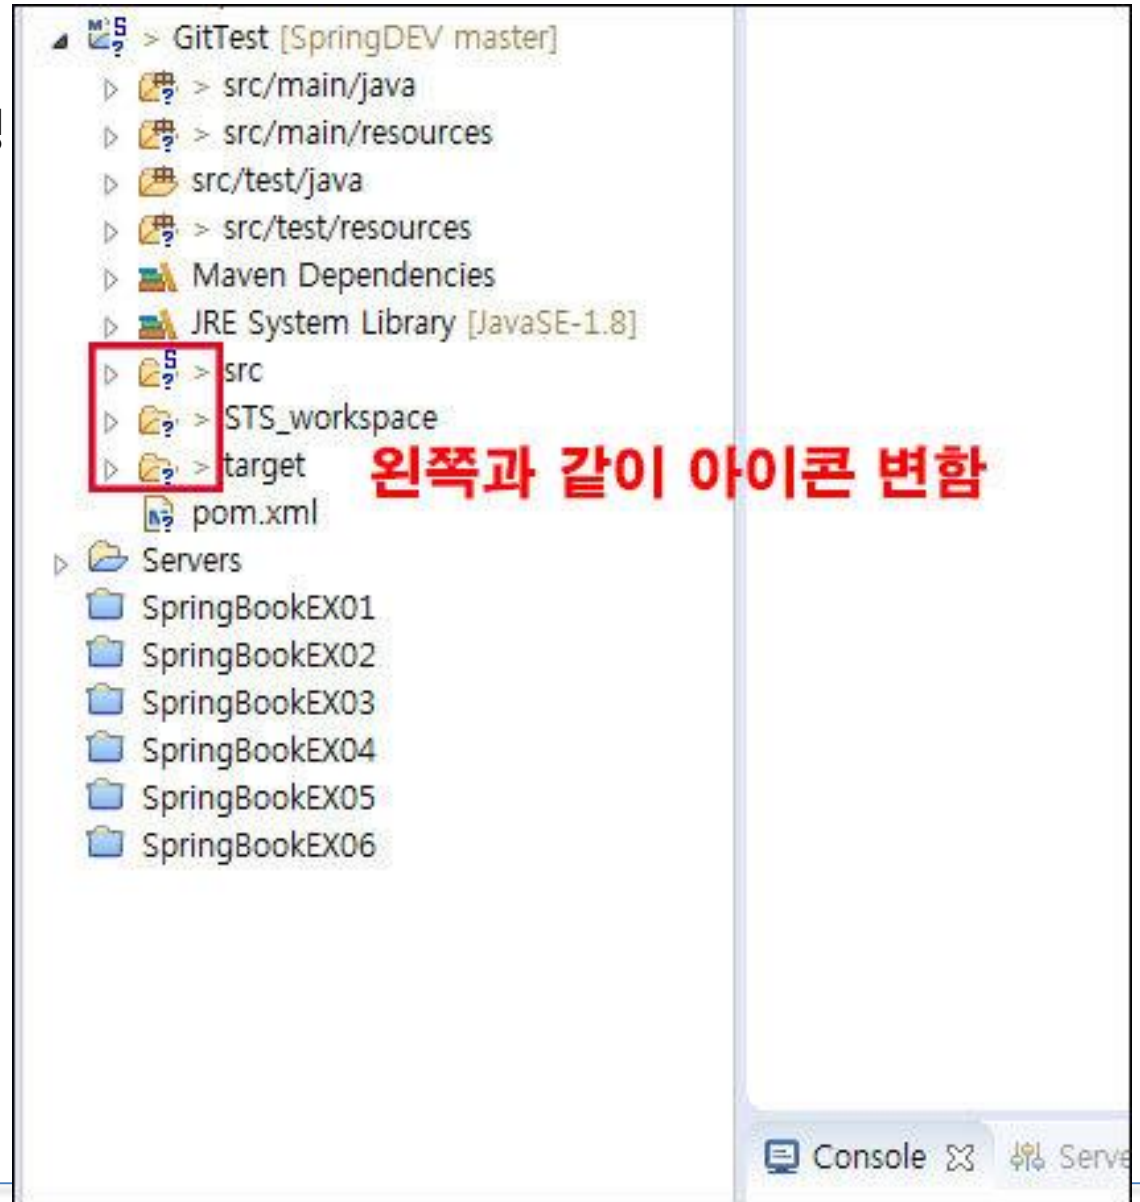 > GitTest [SpringDEV master]
> src/main/java
> src/main/resources
src/test/java
> src/test/resources
Maven Dependencies
JRE System Library [JavaSE-1.8]
> src
> STS_workspace
> target
왼쪽과 같이 아이콘 변함
pom.xml
Servers
SpringBookEX01
SpringBookEX02
SpringBookEX03
SpringBookEX04
SpringBookEX05
SpringBookEX06
Console